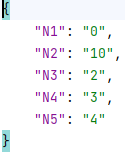 {
"N1": "0",
"N2": "10",
"N3": "2",
"N4": "3",
"N5": "4"
}